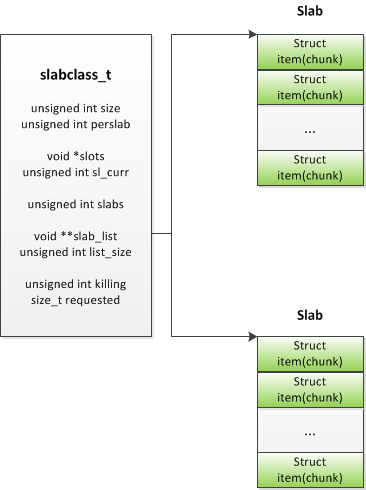 slabclass_t
unsigned int size
unsigned int perslab
void *slots
unsigned int sl_curr
unsigned int slabs
void **slab_list
unsigned int list_size
unsigned int killing
size_t requested
Slab
Struct
item(chunk)
Struct
item(chunk)
...
Struct
item(chunk)
Slab
Struct
item(chunk)
Struct
item(chunk)
...
Struct
item(chunk)